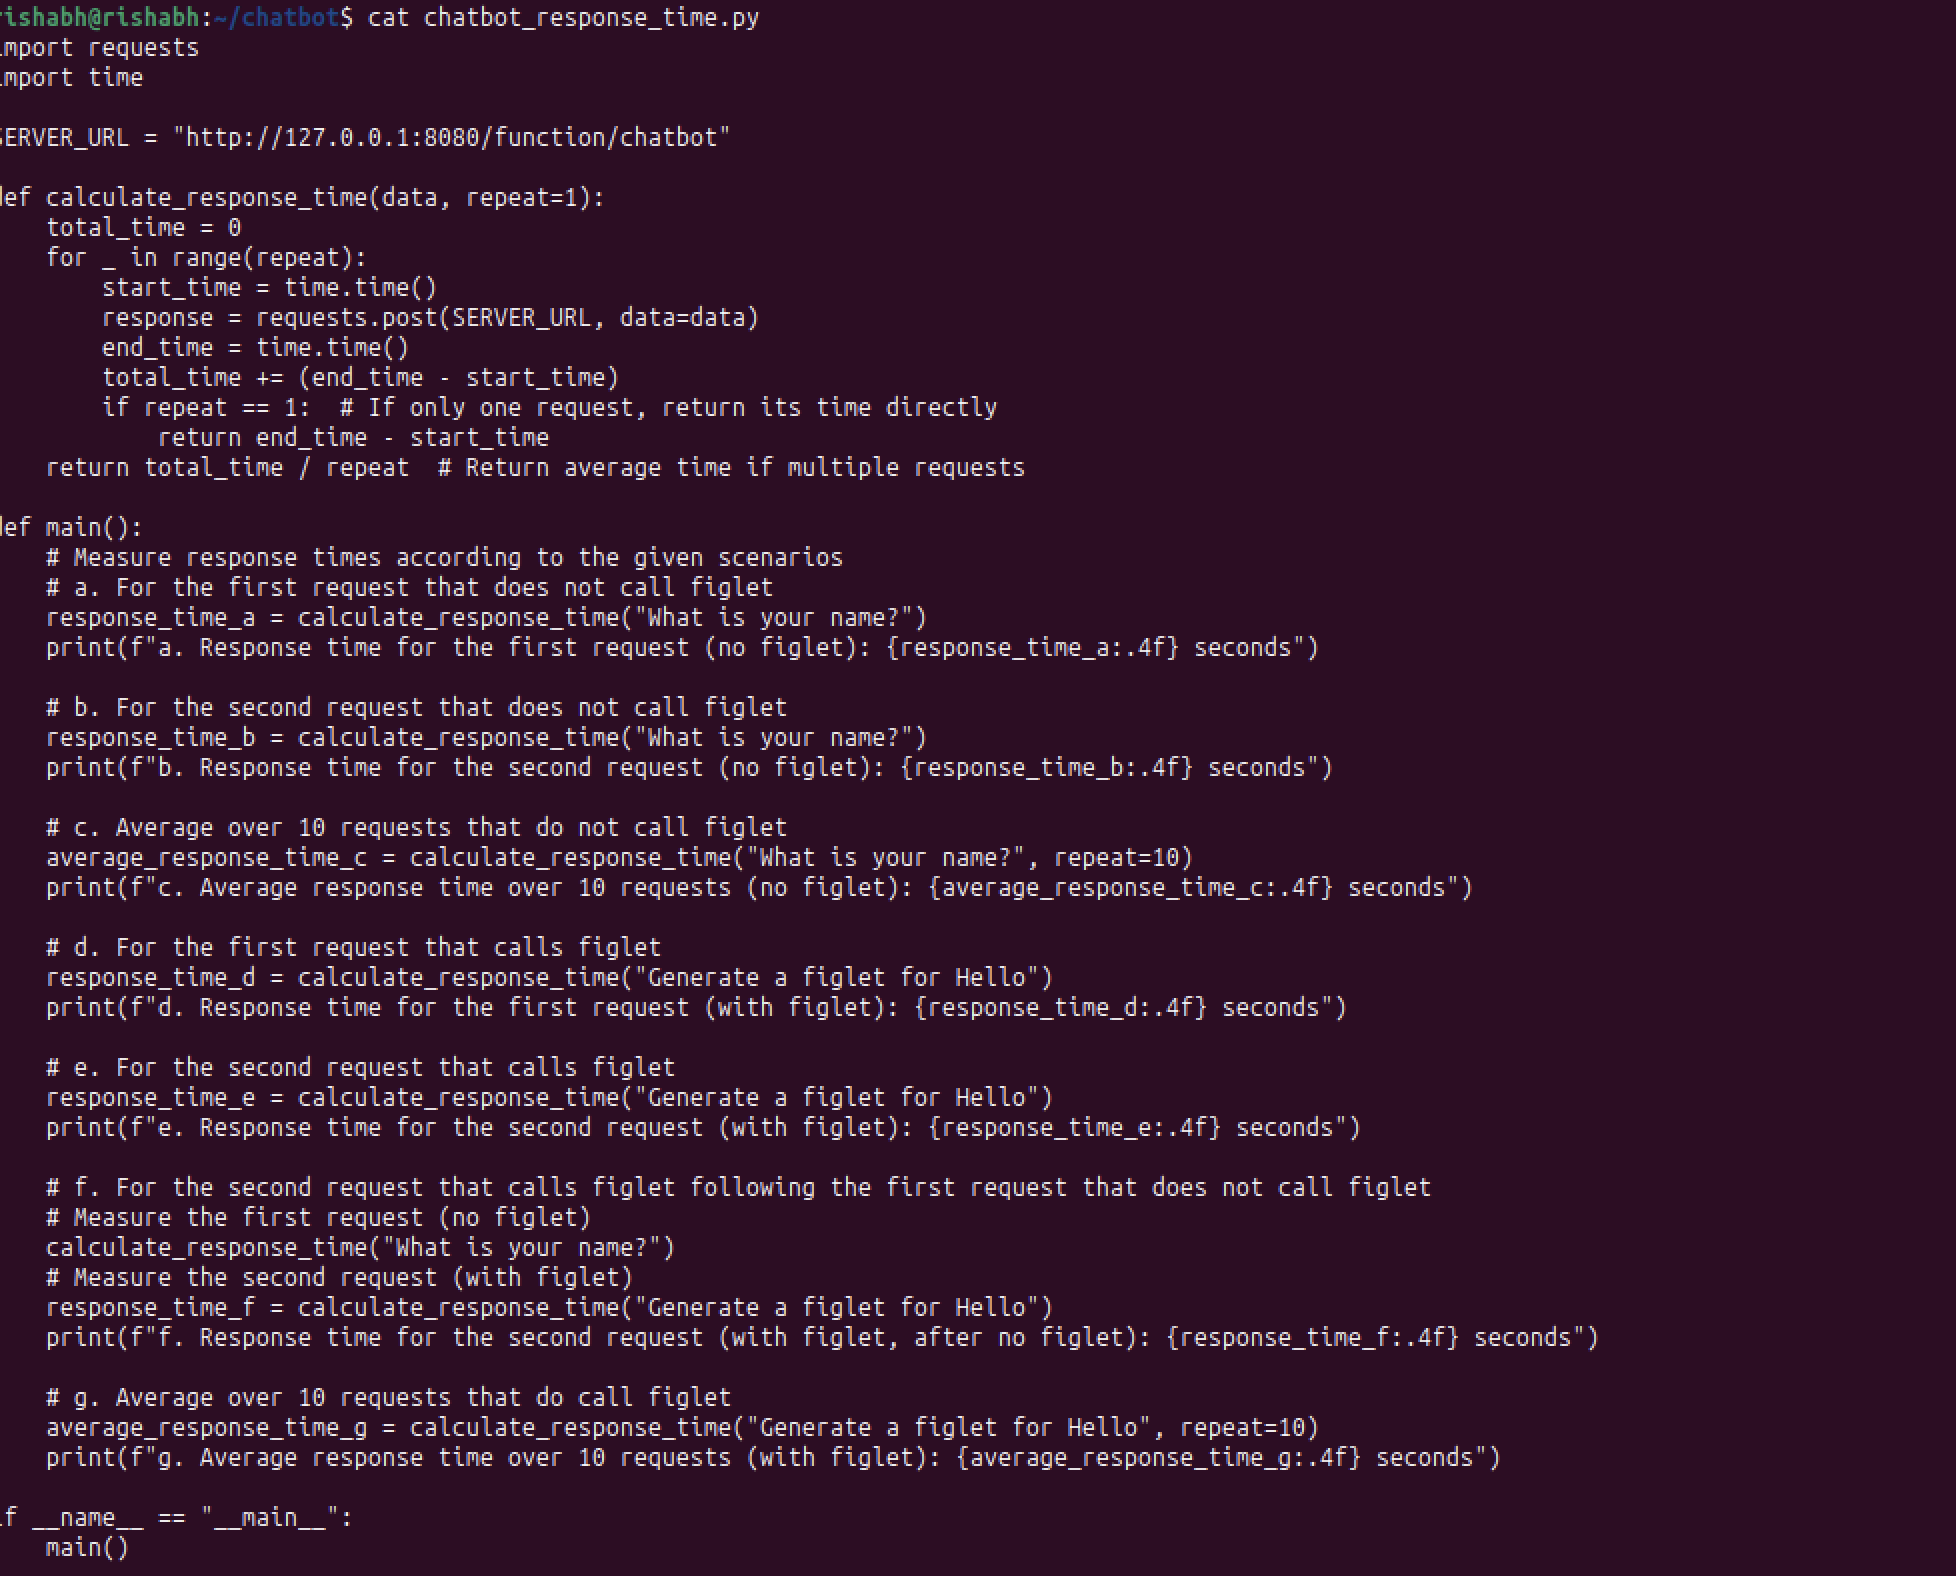 rishabh@rishabh:~/chatbot$ cat chatbot_response_time.py
import requests
import time

SERVER_URL = "http://127.0.0.1:8080/function/chatbot"

def calculate_response_time(data, repeat=1):
    total_time = 0
    for _ in range(repeat):
        start_time = time.time()
        response = requests.post(SERVER_URL, data=data)
        end_time = time.time()
        total_time += (end_time - start_time)
        if repeat == 1:  # If only one request, return its time directly
            return end_time - start_time
    return total_time / repeat  # Return average time if multiple requests

def main():
    # Measure response times according to the given scenarios
    # a. For the first request that does not call figlet
    response_time_a = calculate_response_time("What is your name?")
    print(f"a. Response time for the first request (no figlet): {response_time_a:.4f} seconds")

    # b. For the second request that does not call figlet
    response_time_b = calculate_response_time("What is your name?")
    print(f"b. Response time for the second request (no figlet): {response_time_b:.4f} seconds")

    # c. Average over 10 requests that do not call figlet
    average_response_time_c = calculate_response_time("What is your name?", repeat=10)
    print(f"c. Average response time over 10 requests (no figlet): {average_response_time_c:.4f} seconds")

    # d. For the first request that calls figlet
    response_time_d = calculate_response_time("Generate a figlet for Hello")
    print(f"d. Response time for the first request (with figlet): {response_time_d:.4f} seconds")

    # e. For the second request that calls figlet
    response_time_e = calculate_response_time("Generate a figlet for Hello")
    print(f"e. Response time for the second request (with figlet): {response_time_e:.4f} seconds")

    # f. For the second request that calls figlet following the first request that does not call figlet
    # Measure the first request (no figlet)
    calculate_response_time("What is your name?")
    # Measure the second request (with figlet)
    response_time_f = calculate_response_time("Generate a figlet for Hello")
    print(f"f. Response time for the second request (with figlet, after no figlet): {response_time_f:.4f} seconds")

    # g. Average over 10 requests that do call figlet
    average_response_time_g = calculate_response_time("Generate a figlet for Hello", repeat=10)
    print(f"g. Average response time over 10 requests (with figlet): {average_response_time_g:.4f} seconds")

if __name__ == "__main__":
    main()